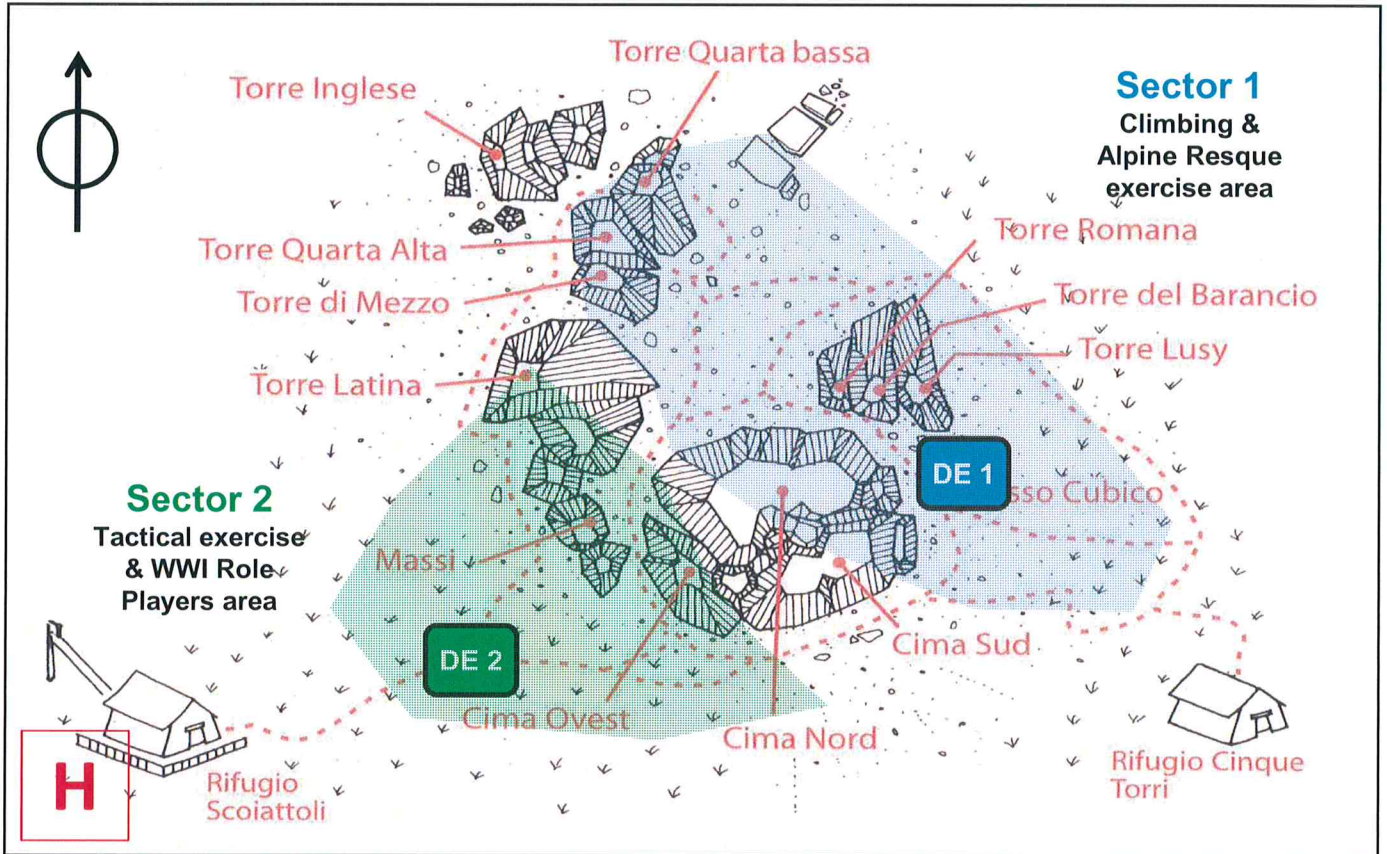 Torre Quarta bassa
Torre Inglese
Sector 1
Climbing &
Alpine Resque
exercise area
Torre Romana
Torre Quarta Alta
Torre di Mezzo
Torre del Barancio
Torre Lusy
Torre Latina
DE 1
sso Cubico
Sector 2
Tactical exercise
& WWI Role
Players area
Massi
DE 2
Cima Sud
Cima Ovest
Cima Nord
H
Rifugio
Scoiattoli
Rifugio Cinque
Torri